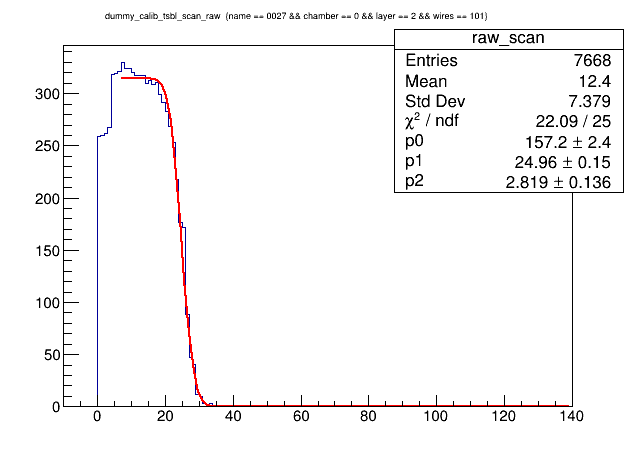 dummy_calib_tsbl_scan_raw (name == 0027 && chamber == 0 && layer == 2 && wires == 101)
raw_scan
Entries 7668
Mean 12.4
Std Dev 7.379
χ² / ndf 22.09 / 25
p0 157.2 ± 2.4
p1 24.96 ± 0.15
p2 2.819 ± 0.136
300
250
200
150
100
50
0
0 20 40 60 80 100 120 140